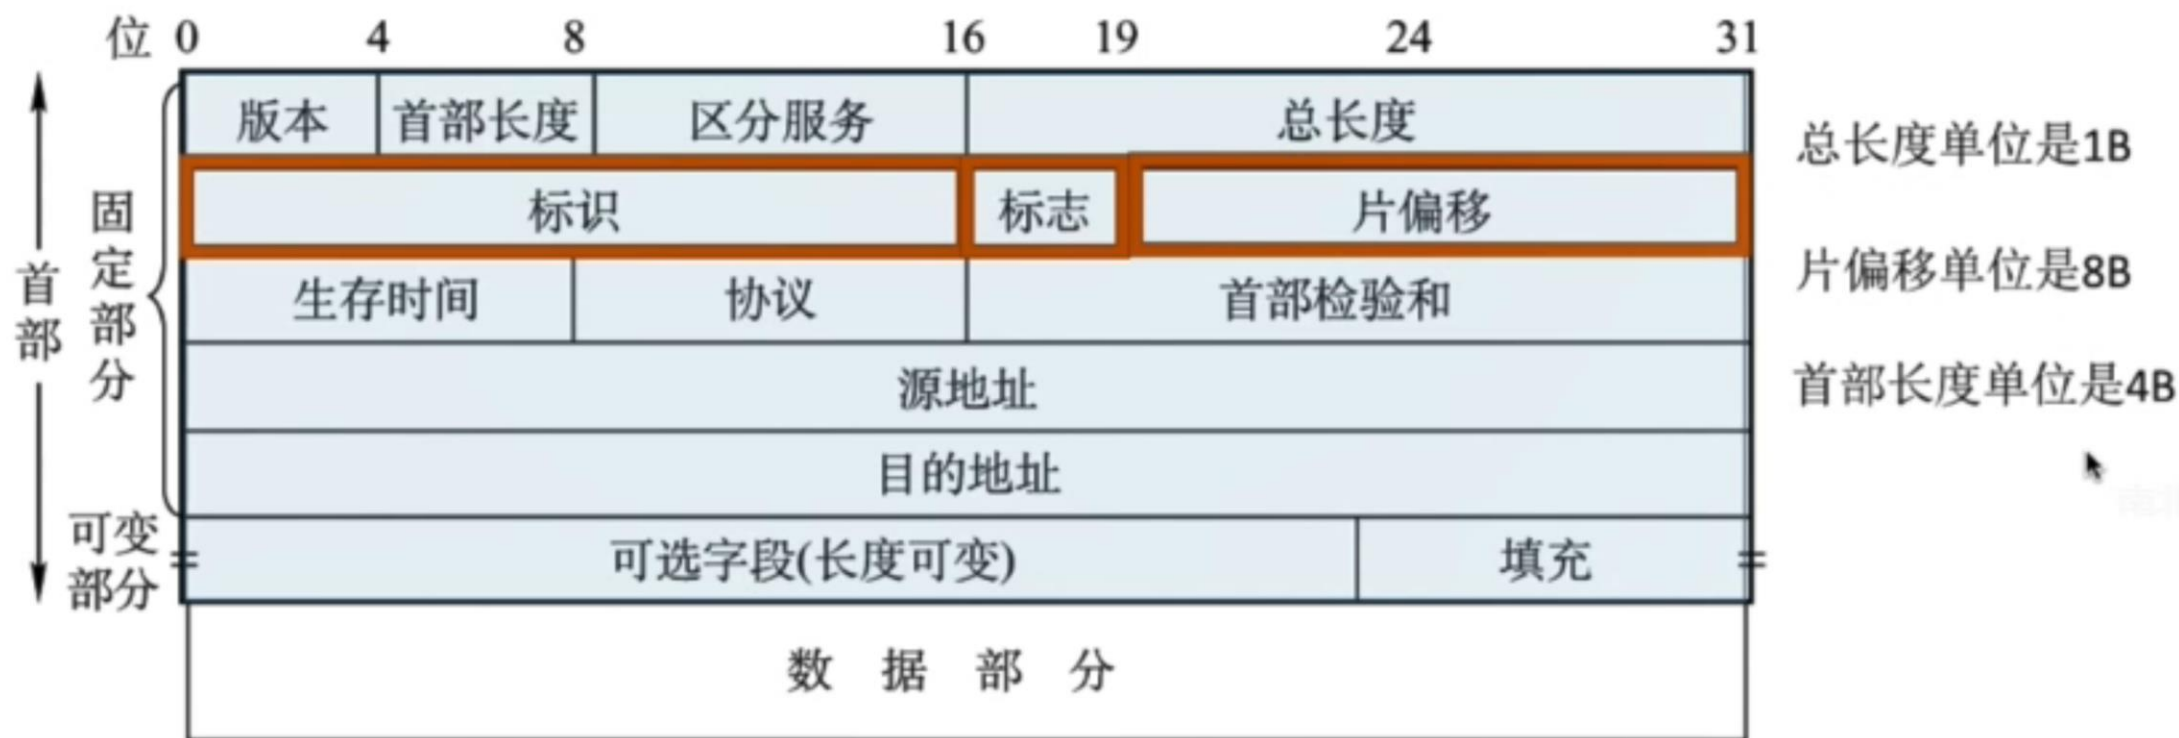 位 0 4 8 16 19 24 31
版本 首部长度 区分服务 总长度
总长度单位是1B
标识 标志 片偏移
片偏移单位是8B
生存时间 协议 首部检验和
源地址
首部长度单位是4B
目的地址
可选字段(长度可变) 填充
数据部分
首部
固定部分
可变
部分